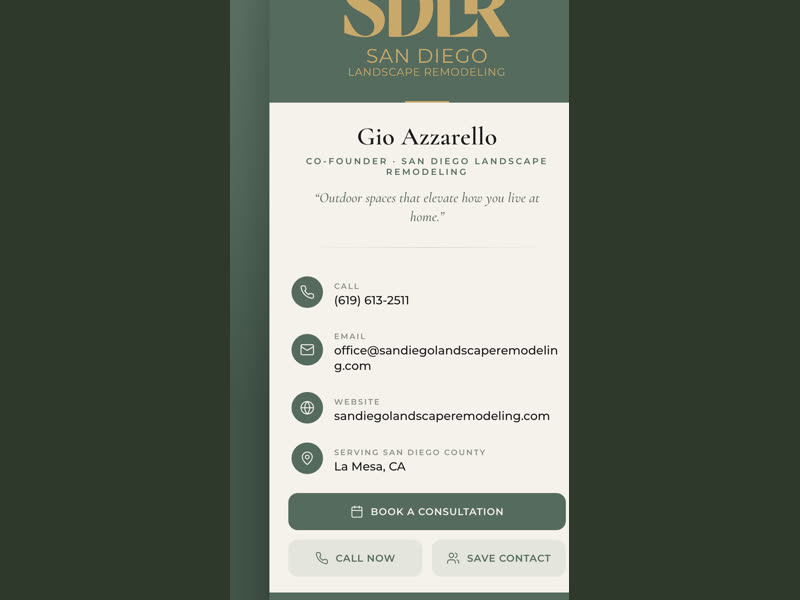 SDLR
SAN DIEGO
LANDSCAPE REMODELING
Gio Azzarello
CO-FOUNDER · SAN DIEGO LANDSCAPE
REMODELING
“Outdoor spaces that elevate how you live at
home.”
CALL
(619) 613-2511
EMAIL
office@sandiegolandscaperemodelin
g.com
WEBSITE
sandiegolandscaperemodeling.com
SERVING SAN DIEGO COUNTY
La Mesa, CA
BOOK A CONSULTATION
CALL NOW
SAVE CONTACT